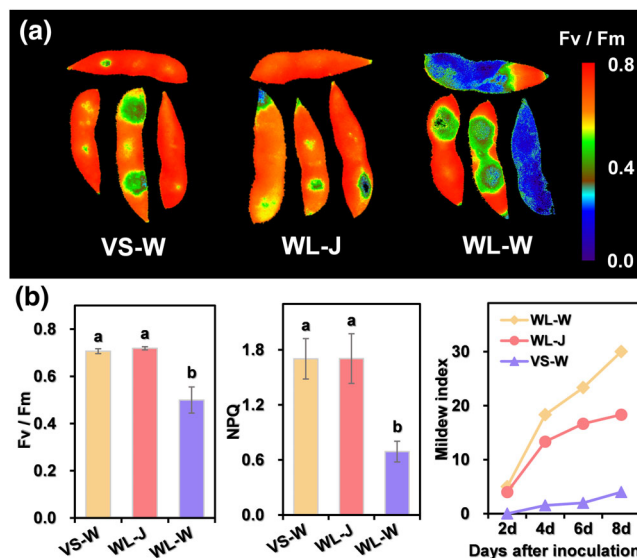 (a)
Fv / Fm
0.8
0.4
0.0
VS-W
WL-J
WL-W
(b)
Fv / Fm
0.8
0.6
0.4
0.2
0.0
a
a
b
VS-W
WL-J
WL-W
NPQ
1.8
1.2
0.6
0.0
a
a
b
VS-W
WL-J
WL-W
Mildew index
30
20
10
0
WL-W
WL-J
VS-W
2d
4d
6d
8d
Days after inoculation